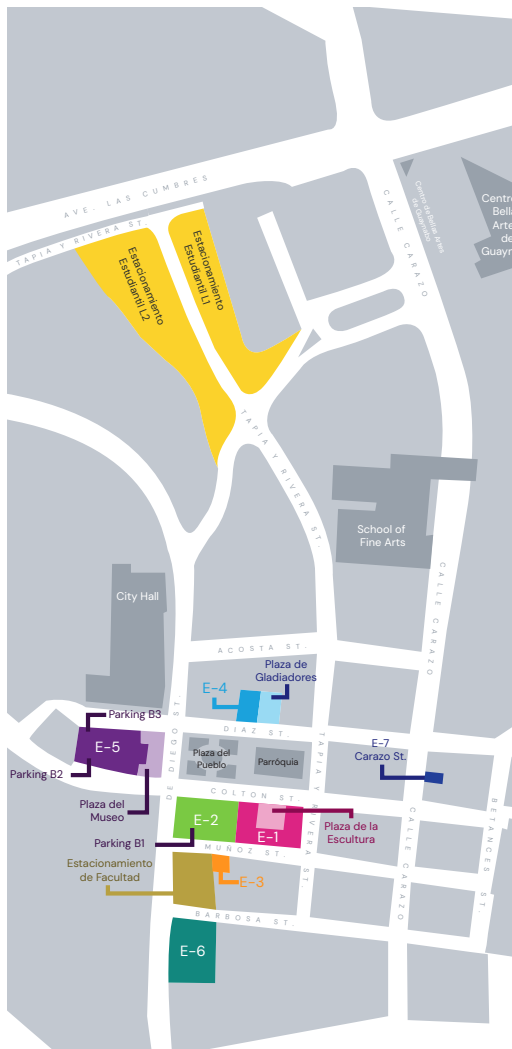 AVE. LAS CUMBRES
TAPIA Y RIVERA ST.
Estacionamiento
Estudiantil L2
Estacionamiento
Estudiantil L1
CALLE CARAZO
Centro de Bellas Artes
de Guaynabo
Centro
Bella
Arte
de
Guayn
TAPIA Y RIVERA ST.
School of
Fine Arts
City Hall
CALLE CARAZO
ACOSTA ST.
Plaza de
Gladiadores
E-4
Parking B3
DE DIEGO ST.
DIAZ ST.
E-5
Plaza del
Pueblo
Parróquia
TAPIA Y RIVERA ST.
E-7
Carazo St.
Parking B2
COLTON ST.
BETANCES ST.
Plaza del
Museo
E-2
E-1
Plaza de la
Escultura
CALLE CARAZO
Parking B1
MUÑOZ ST.
Estacionamiento
de Facultad
E-3
BARBOSA ST.
E-6